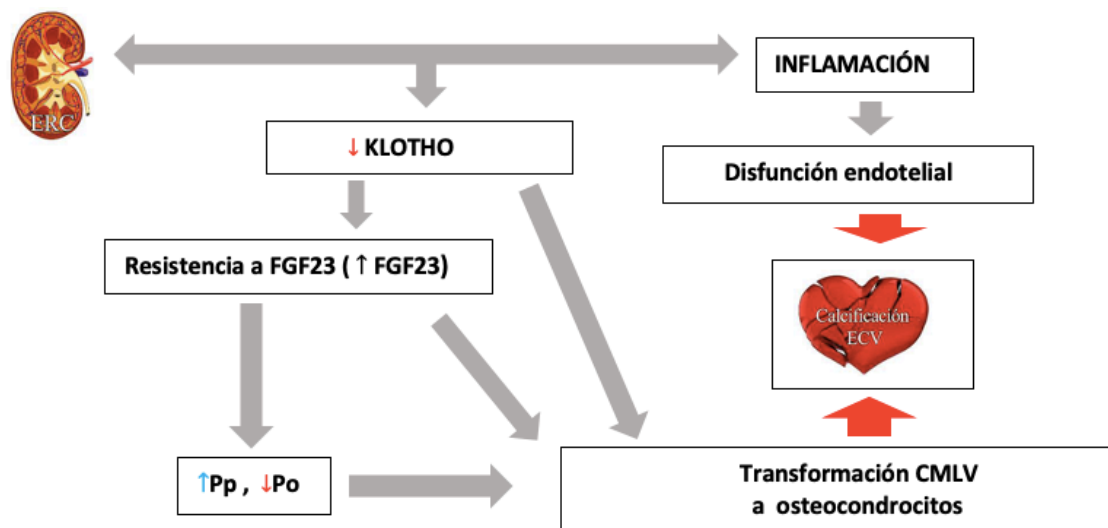 ERC
INFLAMACIÓN
↓ KLOTHO
Disfunción endotelial
Resistencia a FGF23 ( ↑ FGF23)
Calcificación
ECV
↑Pp , ↓Po
Transformación CMLV
a osteocondrocitos